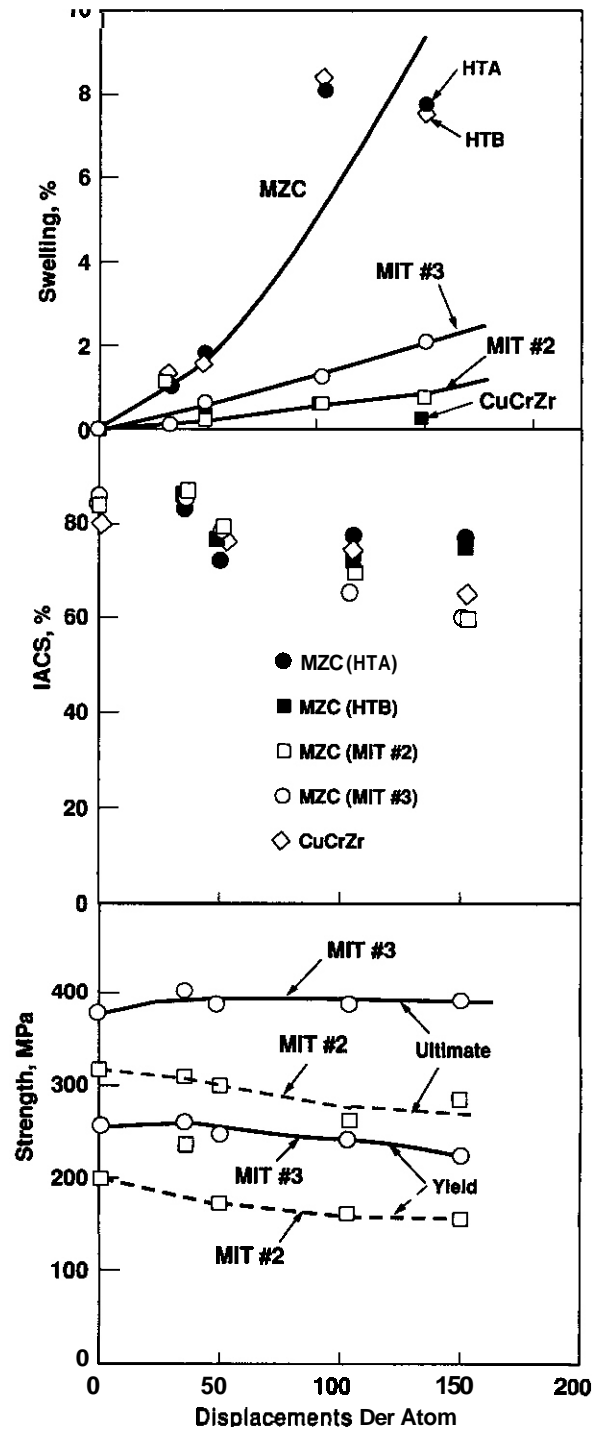 10
8
6
4
2
0
Swelting, %
HTA
HTB
MZC
MIT #3
MIT #2
CuCrZr
80
60
40
20
0
IACS, %
MZC (HTA)
MZC (HTB)
MZC (MIT #2)
MZC (MIT #3)
CuCrZr
400
300
200
100
0
Strength, MPa
MIT #3
MIT #2
Ultimate
MIT #3
Yield
MIT #2
0 50 100 150 200
Displacements Der Atom